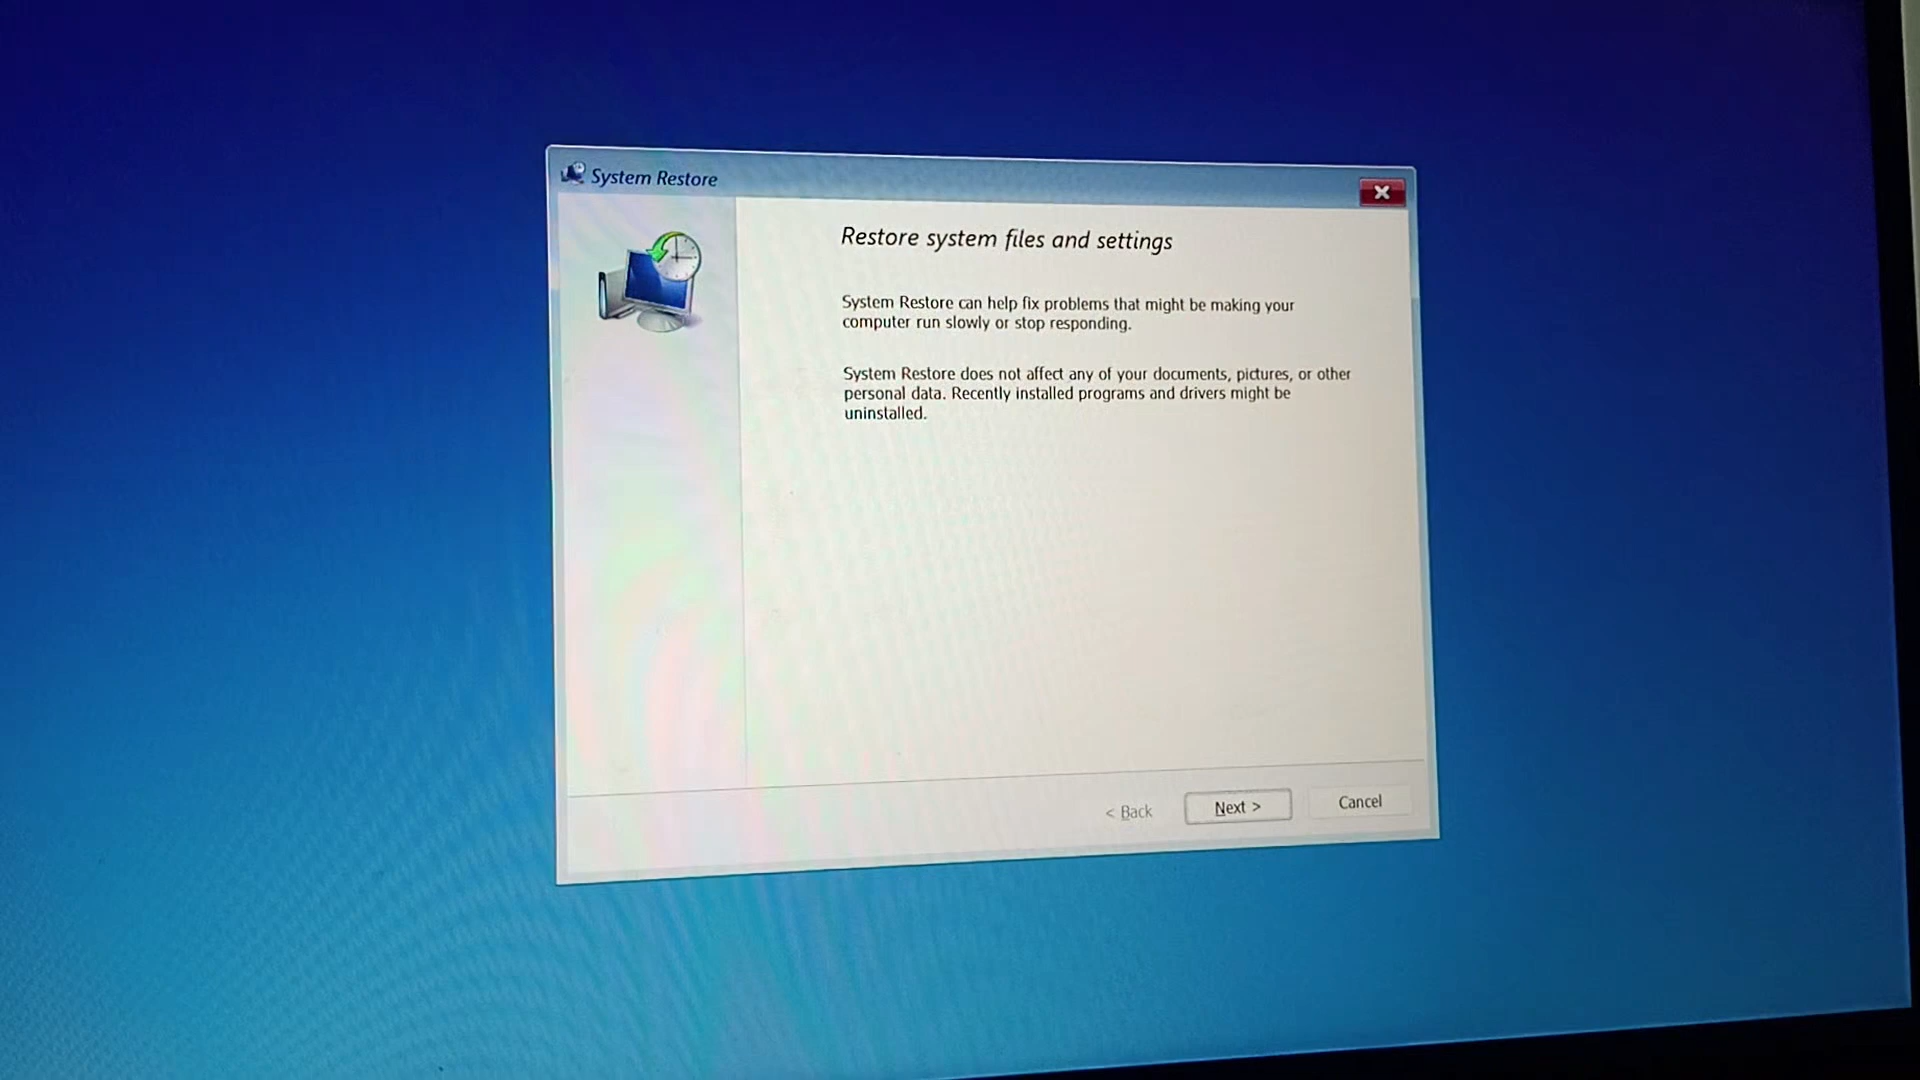 System Restore
Restore system files and settings
System Restore can help fix problems that might be making your
computer run slowly or stop responding.
System Restore does not affect any of your documents, pictures, or other
personal data. Recently installed programs and drivers might be
uninstalled.
< Back
Next >
Cancel